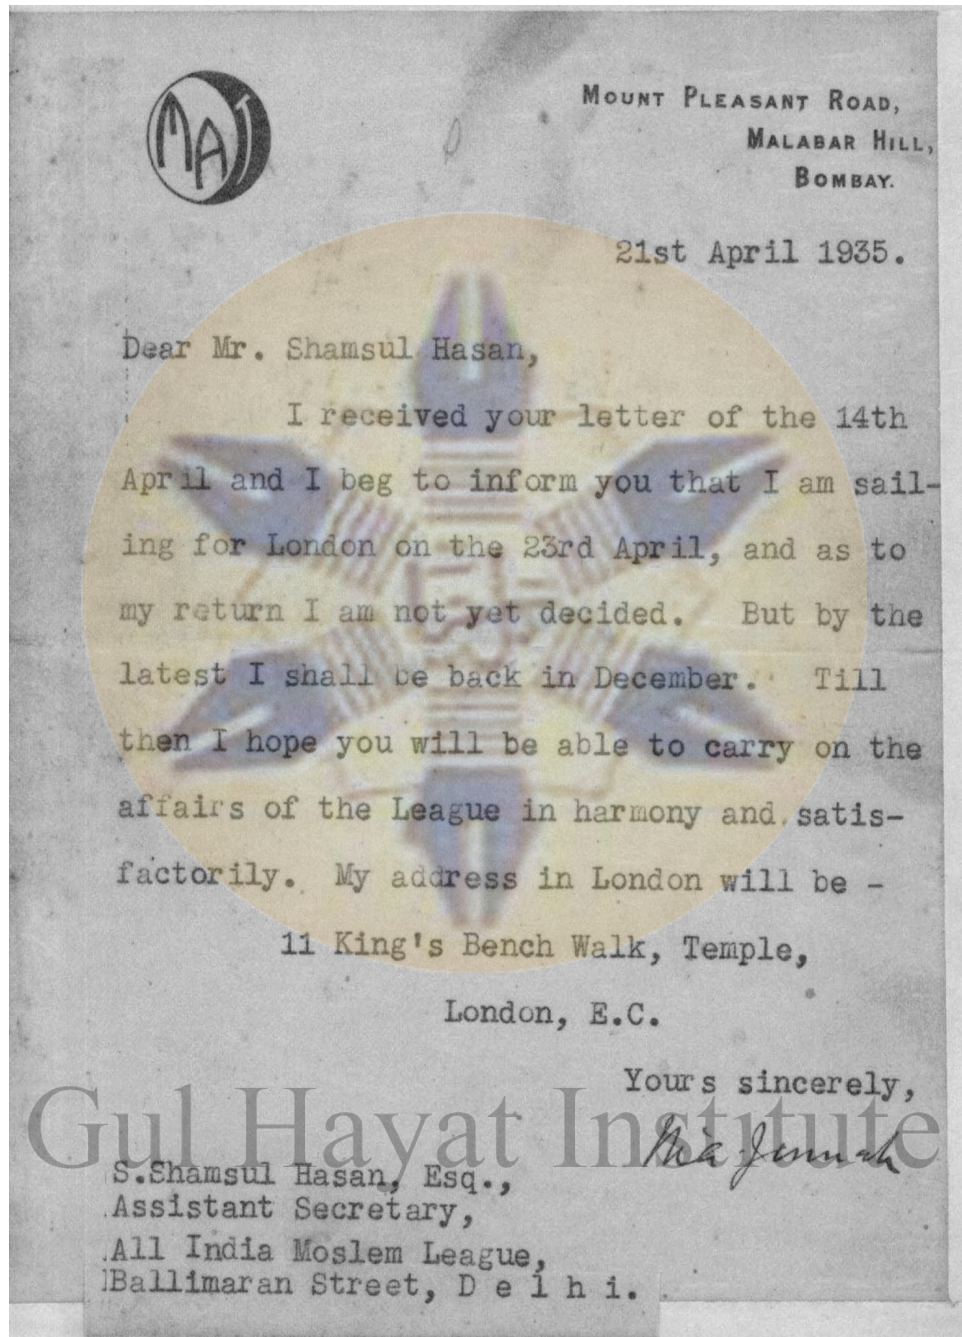 MAJ
MOUNT PLEASANT ROAD,
MALABAR HILL,
BOMBAY.
21st April 1935.
Dear Mr. Shamsul Hasan,
I received your letter of the 14th
April and I beg to inform you that I am sail-
ing for London on the 23rd April, and as to
my return I am not yet decided. But by the
latest I shall be back in December. Till
then I hope you will be able to carry on the
affairs of the League in harmony and satis-
factorily. My address in London will be -
11 King's Bench Walk, Temple,
London, E.C.
Yours sincerely,
Gul Hayat Institute
M.A. Jinnah
S.Shamsul Hasan, Esq.,
Assistant Secretary,
All India Moslem League,
Ballimaran Street, D e l h i.